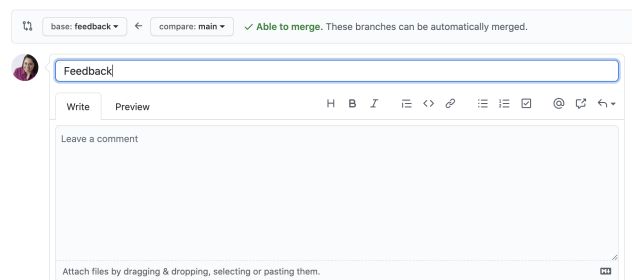 base: feedback compare: main Able to merge. These branches can be automatically merged.
Feedback
Write Preview H B I
Leave a comment
Attach files by dragging & dropping, selecting or pasting them.